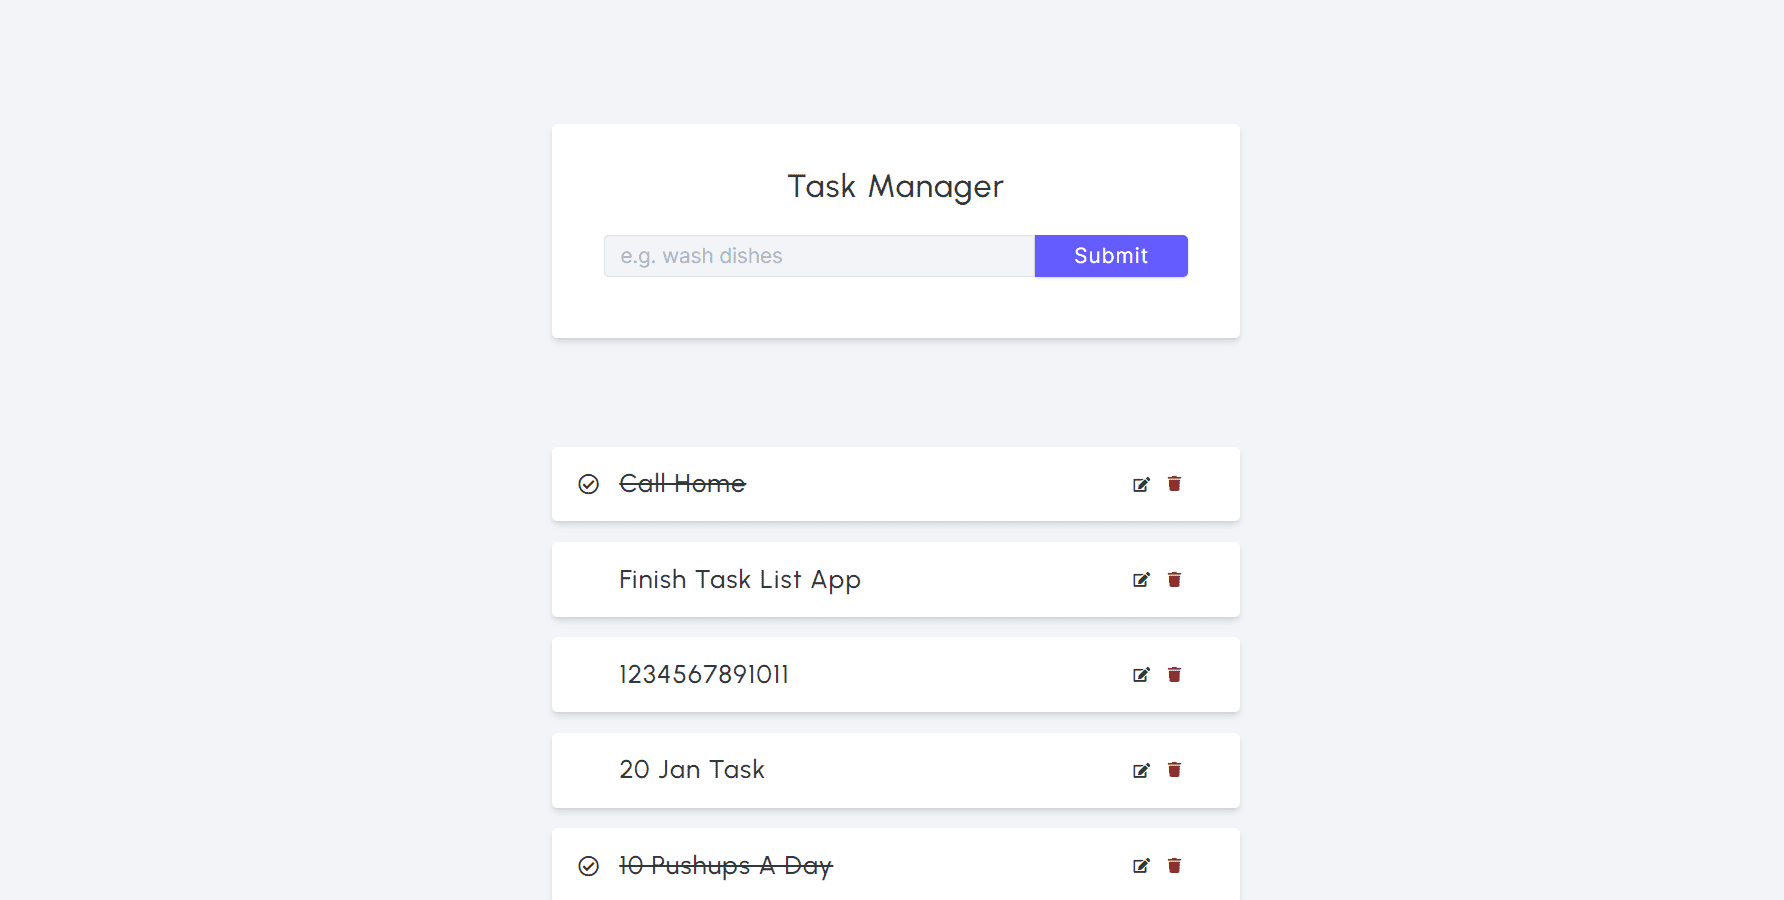 Task Manager
e.g. wash dishes
Submit
Call Home
Finish Task List App
1234567891011
20 Jan Task
10 Pushups A Day